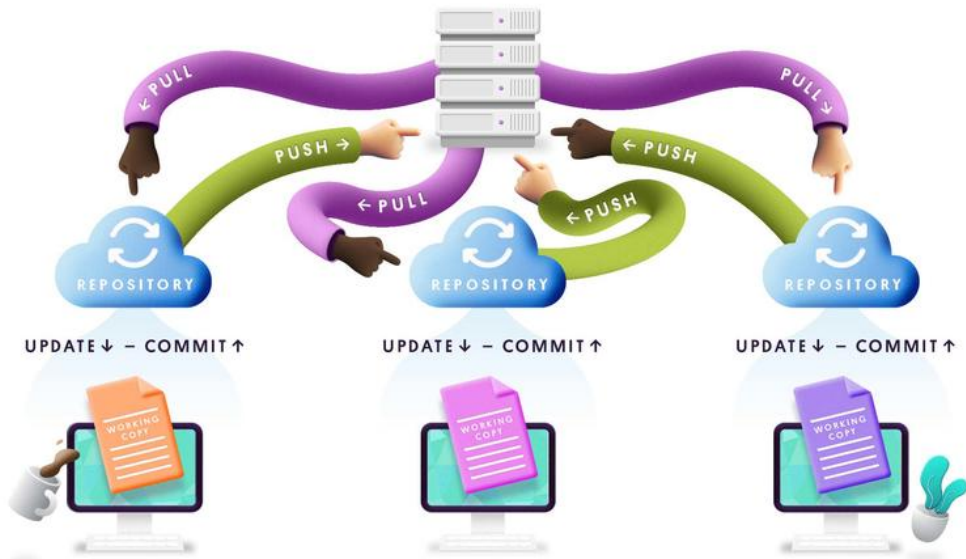 ← PULL
PULL →
PUSH →
← PUSH
← PULL
← PUSH
REPOSITORY
REPOSITORY
REPOSITORY
UPDATE ↓ – COMMIT ↑
UPDATE ↓ – COMMIT ↑
UPDATE ↓ – COMMIT ↑
WORKING
COPY
WORKING
COPY
WORKING
COPY